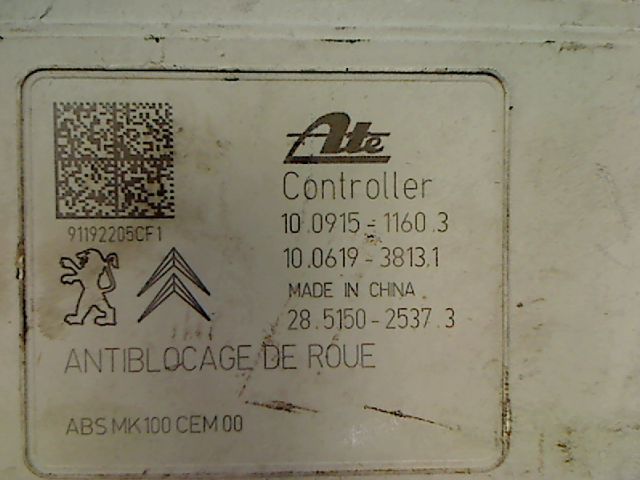 Ate
Controller
10.0915-1160.3
10.0619-3813.1
MADE IN CHINA
28.5150-2537.3
91192205CF1
ANTIBLOCAGE DE ROUE
ABS MK100 CEM 00